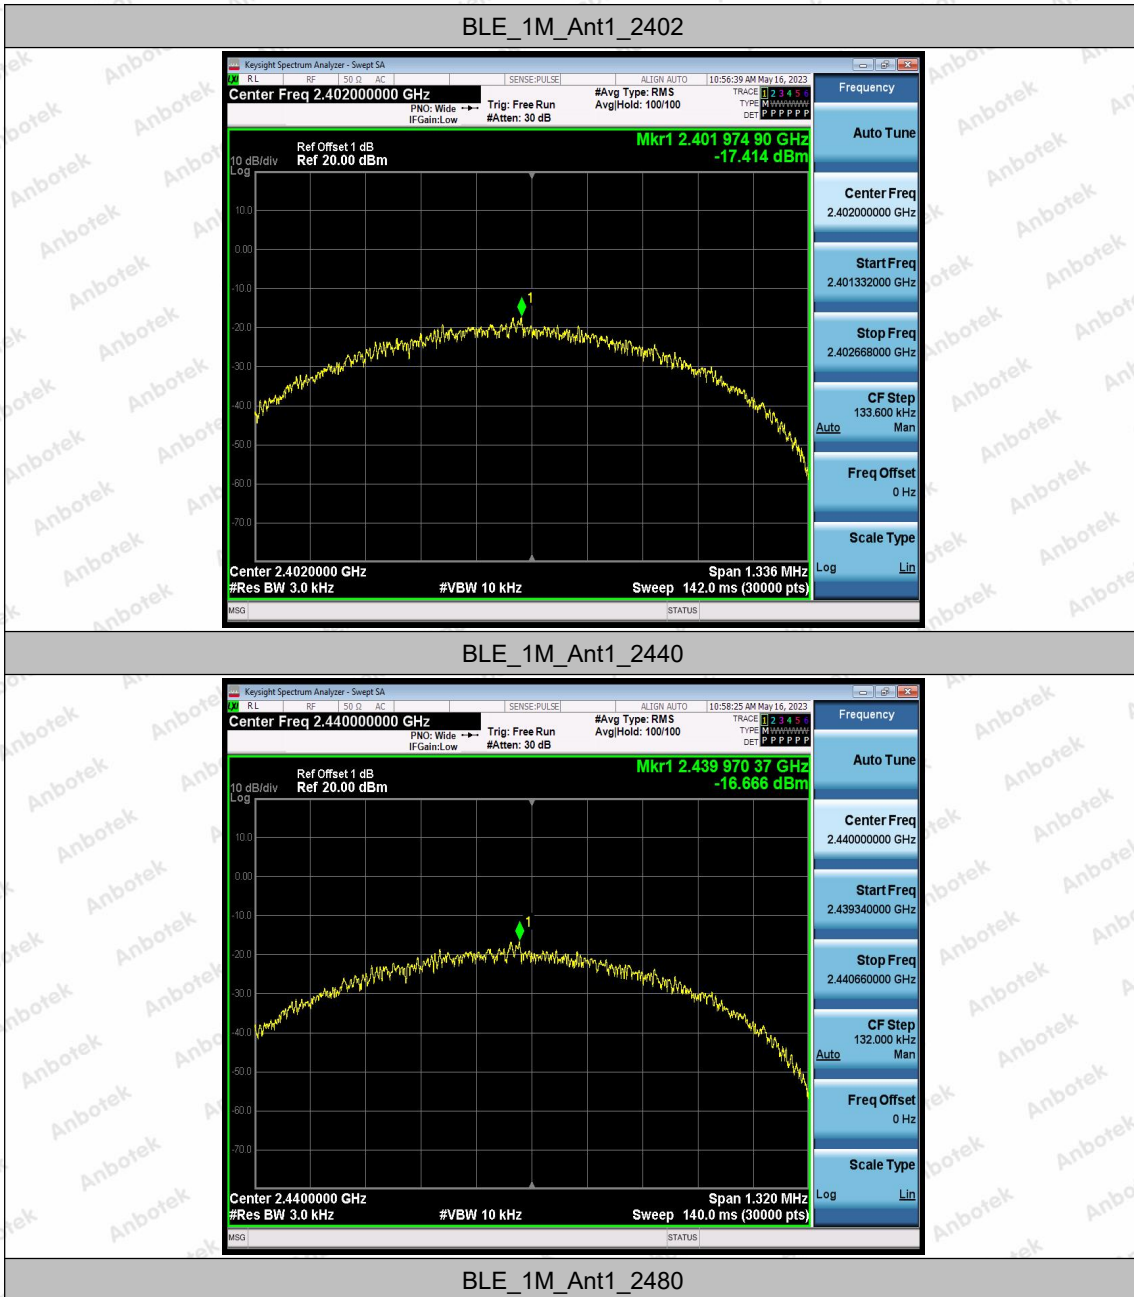 BLE_1M_Ant1_2402
Keysight Spectrum Analyzer - Swept SA
RL RF 50 Ω AC SENSE:PULSE ALIGN AUTO 10:56:39 AM May 16, 2023
Center Freq 2.402000000 GHz
PNO: Wide
IFGain:Low
Trig: Free Run
#Atten: 30 dB
#Avg Type: RMS
Avg|Hold: 100/100
TRACE 1 2 3 4 5 6
TYPE M WWWWW
DET P P P P P P
Frequency
Auto Tune
Center Freq
2.402000000 GHz
Start Freq
2.401332000 GHz
Stop Freq
2.402668000 GHz
CF Step
133.600 kHz
Auto Man
Freq Offset
0 Hz
Scale Type
Log Lin
Mkr1 2.401 974 90 GHz
-17.414 dBm
Ref Offset 1 dB
10 dB/div Ref 20.00 dBm
Log
10.0
0.00
-10.0
-20.0
-30.0
-40.0
-50.0
-60.0
-70.0
1
Center 2.4020000 GHz Span 1.336 MHz
#Res BW 3.0 kHz #VBW 10 kHz Sweep 142.0 ms (30000 pts)
MSG STATUS
BLE_1M_Ant1_2440
Keysight Spectrum Analyzer - Swept SA
RL RF 50 Ω AC SENSE:PULSE ALIGN AUTO 10:58:25 AM May 16, 2023
Center Freq 2.440000000 GHz
PNO: Wide
IFGain:Low
Trig: Free Run
#Atten: 30 dB
#Avg Type: RMS
Avg|Hold: 100/100
TRACE 1 2 3 4 5 6
TYPE M WWWWW
DET P P P P P P
Frequency
Auto Tune
Center Freq
2.440000000 GHz
Start Freq
2.439340000 GHz
Stop Freq
2.440660000 GHz
CF Step
132.000 kHz
Auto Man
Freq Offset
0 Hz
Scale Type
Log Lin
Mkr1 2.439 970 37 GHz
-16.666 dBm
Ref Offset 1 dB
10 dB/div Ref 20.00 dBm
Log
10.0
0.00
-10.0
-20.0
-30.0
-40.0
-50.0
-60.0
-70.0
1
Center 2.4400000 GHz Span 1.320 MHz
#Res BW 3.0 kHz #VBW 10 kHz Sweep 140.0 ms (30000 pts)
MSG STATUS
BLE_1M_Ant1_2480